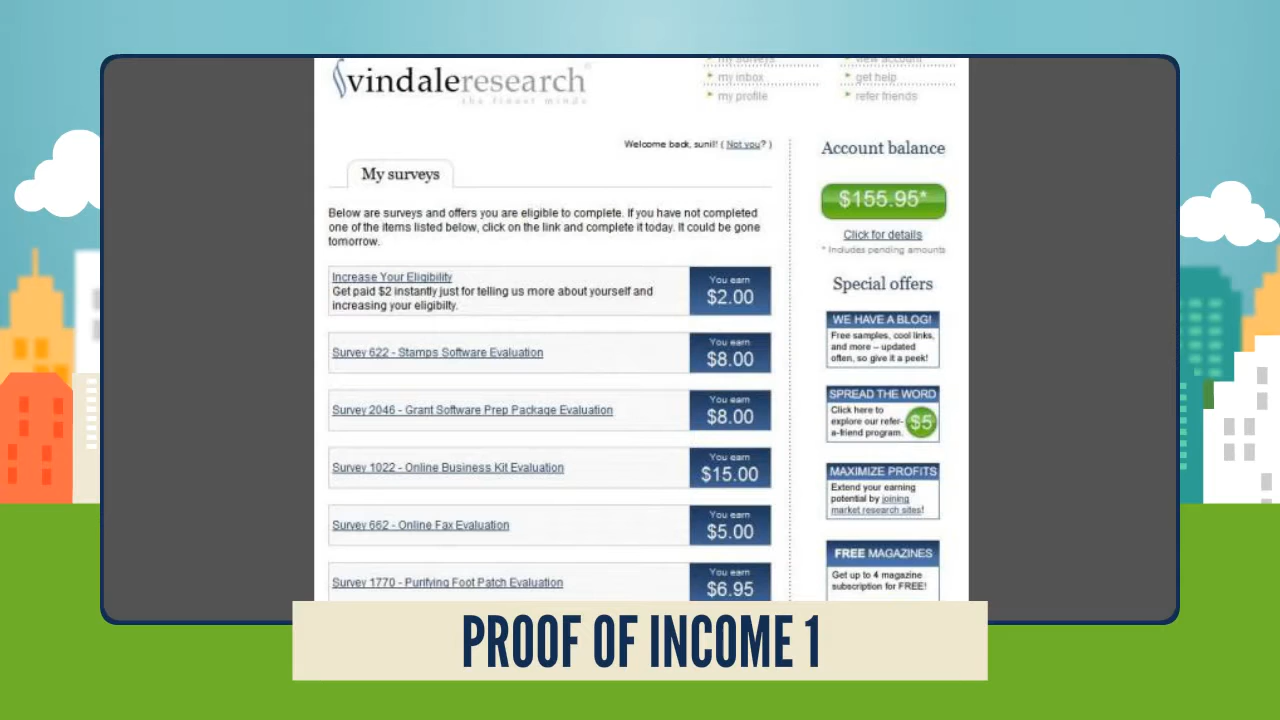 my surveys
view account
my inbox
get help
my profile
refer friends
vindaleresearch
the finest minds
Welcome back, sunil! ( Not you? )
My surveys
Below are surveys and offers you are eligible to complete. If you have not completed
one of the items listed below, click on the link and complete it today. It could be gone
tomorrow.
Increase Your Eligibility
Get paid $2 instantly just for telling us more about yourself and
increasing your eligibilty.
You earn
$2.00
Survey 622 - Stamps Software Evaluation
You earn
$8.00
Survey 2046 - Grant Software Prep Package Evaluation
You earn
$8.00
Survey 1022 - Online Business Kit Evaluation
You earn
$15.00
Survey 662 - Online Fax Evaluation
You earn
$5.00
Survey 1770 - Purifying Foot Patch Evaluation
You earn
$6.95
Account balance
$155.95*
Click for details
* Includes pending amounts
Special offers
WE HAVE A BLOG!
Free samples, cool links,
and more – updated
often, so give it a peek!
SPREAD THE WORD
Click here to
explore our refer-
a-friend program.
$5
MAXIMIZE PROFITS
Extend your earning
potential by joining
market research sites!
FREE MAGAZINES
Get up to 4 magazine
subscription for FREE!
PROOF OF INCOME 1